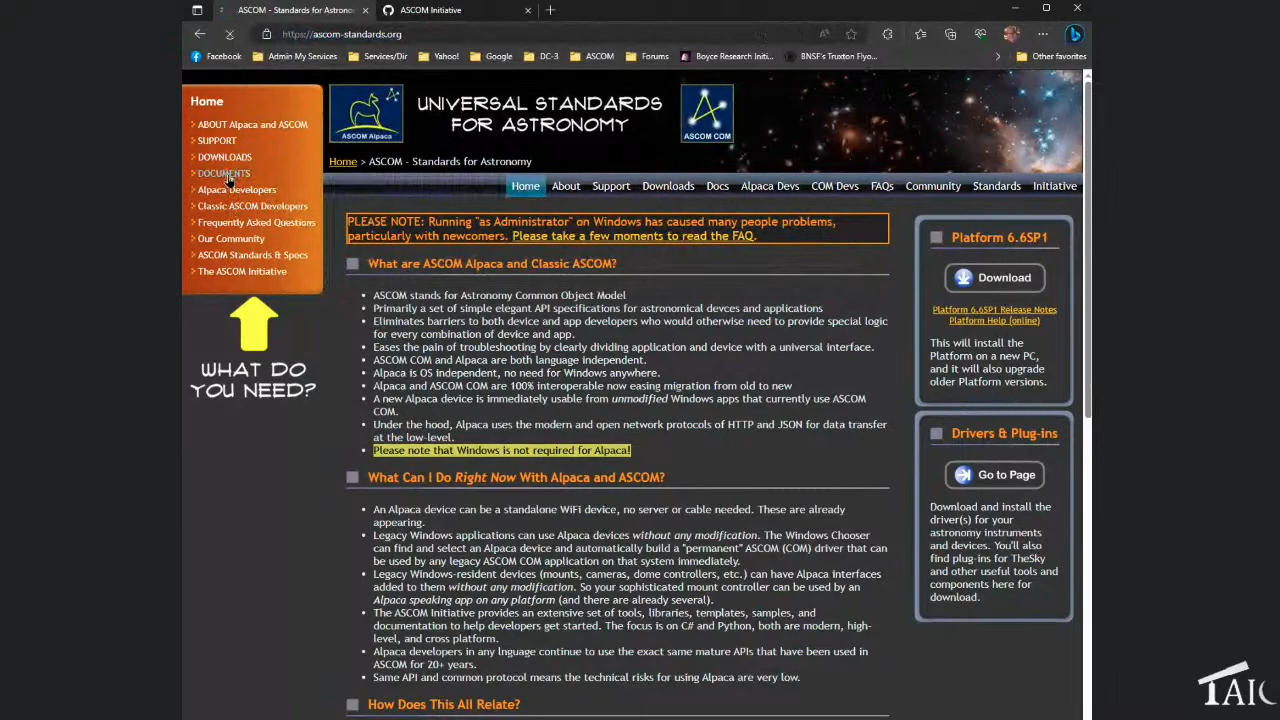 ASCOM - Standards for Astronom
ASCOM Initiative
https://ascom-standards.org
Facebook
Admin My Services
Services/Dir
Yahoo!
Google
DC-3
ASCOM
Forums
Boyce Research Initi...
BNSF's Truxton Flyo...
Other favorites
Home
ABOUT Alpaca and ASCOM
SUPPORT
DOWNLOADS
DOCUMENTS
Alpaca Developers
Classic ASCOM Developers
Frequently Asked Questions
Our Community
ASCOM Standards & Specs
The ASCOM Initiative
WHAT DO
YOU NEED?
ASCOM Alpaca
UNIVERSAL STANDARDS
FOR ASTRONOMY
ASCOM COM
Home > ASCOM - Standards for Astronomy
Home About Support Downloads Docs Alpaca Devs COM Devs FAQs Community Standards Initiative
PLEASE NOTE: Running "as Administrator" on Windows has caused many people problems,
particularly with newcomers. Please take a few moments to read the FAQ.
What are ASCOM Alpaca and Classic ASCOM?
• ASCOM stands for Astronomy Common Object Model
• Primarily a set of simple elegant API specifications for astronomical devces and applications
• Eliminates barriers to both device and app developers who would otherwise need to provide special logic
for every combination of device and app.
• Eases the pain of troubleshooting by clearly dividing application and device with a universal interface.
• ASCOM COM and Alpaca are both language independent.
• Alpaca is OS independent, no need for Windows anywhere.
• Alpaca and ASCOM COM are 100% interoperable now easing migration from old to new
• A new Alpaca device is immediately usable from unmodified Windows apps that currently use ASCOM
COM.
• Under the hood, Alpaca uses the modern and open network protocols of HTTP and JSON for data transfer
at the low-level.
• Please note that Windows is not required for Alpaca!
What Can I Do Right Now With Alpaca and ASCOM?
• An Alpaca device can be a standalone WiFi device, no server or cable needed. These are already
appearing.
• Legacy Windows applications can use Alpaca devices without any modification. The Windows Chooser
can find and select an Alpaca device and automatically build a "permanent" ASCOM (COM) driver that can
be used by any legacy ASCOM COM application on that system immediately.
• Legacy Windows-resident devices (mounts, cameras, dome controllers, etc.) can have Alpaca interfaces
added to them without any modification. So your sophisticated mount controller can be used by an
Alpaca speaking app on any platform (and there are already several).
• The ASCOM Initiative provides an extensive set of tools, libraries, templates, samples, and
documentation to help developers get started. The focus is on C# and Python, both are modern, high-
level, and cross platform.
• Alpaca developers in any lnguage continue to use the exact same mature APIs that have been used in
ASCOM for 20+ years.
• Same API and common protocol means the technical risks for using Alpaca are very low.
How Does This All Relate?
Platform 6.6SP1
Download
Platform 6.6SP1 Release Notes
Platform Help (online)
This will install the
Platform on a new PC,
and it will also upgrade
older Platform versions.
Drivers & Plug-ins
Go to Page
Download and install the
driver(s) for your
astronomy instruments
and devices. You'll also
find plug-ins for TheSky
and other useful tools and
components here for
download.
TAIC